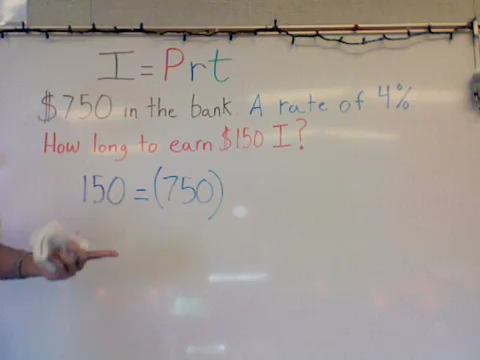 I = Prt
$750 in the bank A rate of 4%
How long to earn $150 I?
150 = (750)